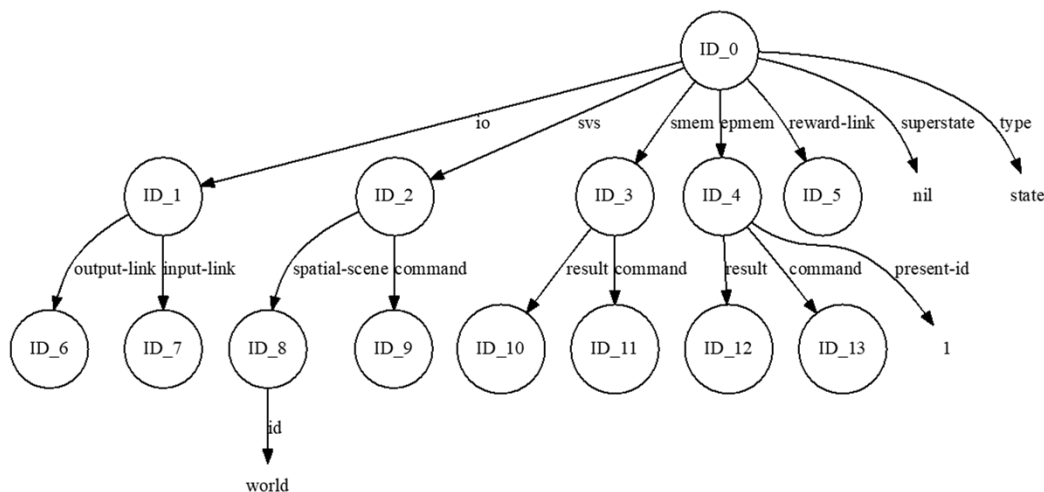 ID_0
io
svs
smem
epmem
reward-link
superstate
type
ID_1
ID_2
ID_3
ID_4
ID_5
nil
state
output-link
input-link
spatial-scene
command
result
command
result
command
present-id
ID_6
ID_7
ID_8
ID_9
ID_10
ID_11
ID_12
ID_13
1
id
world